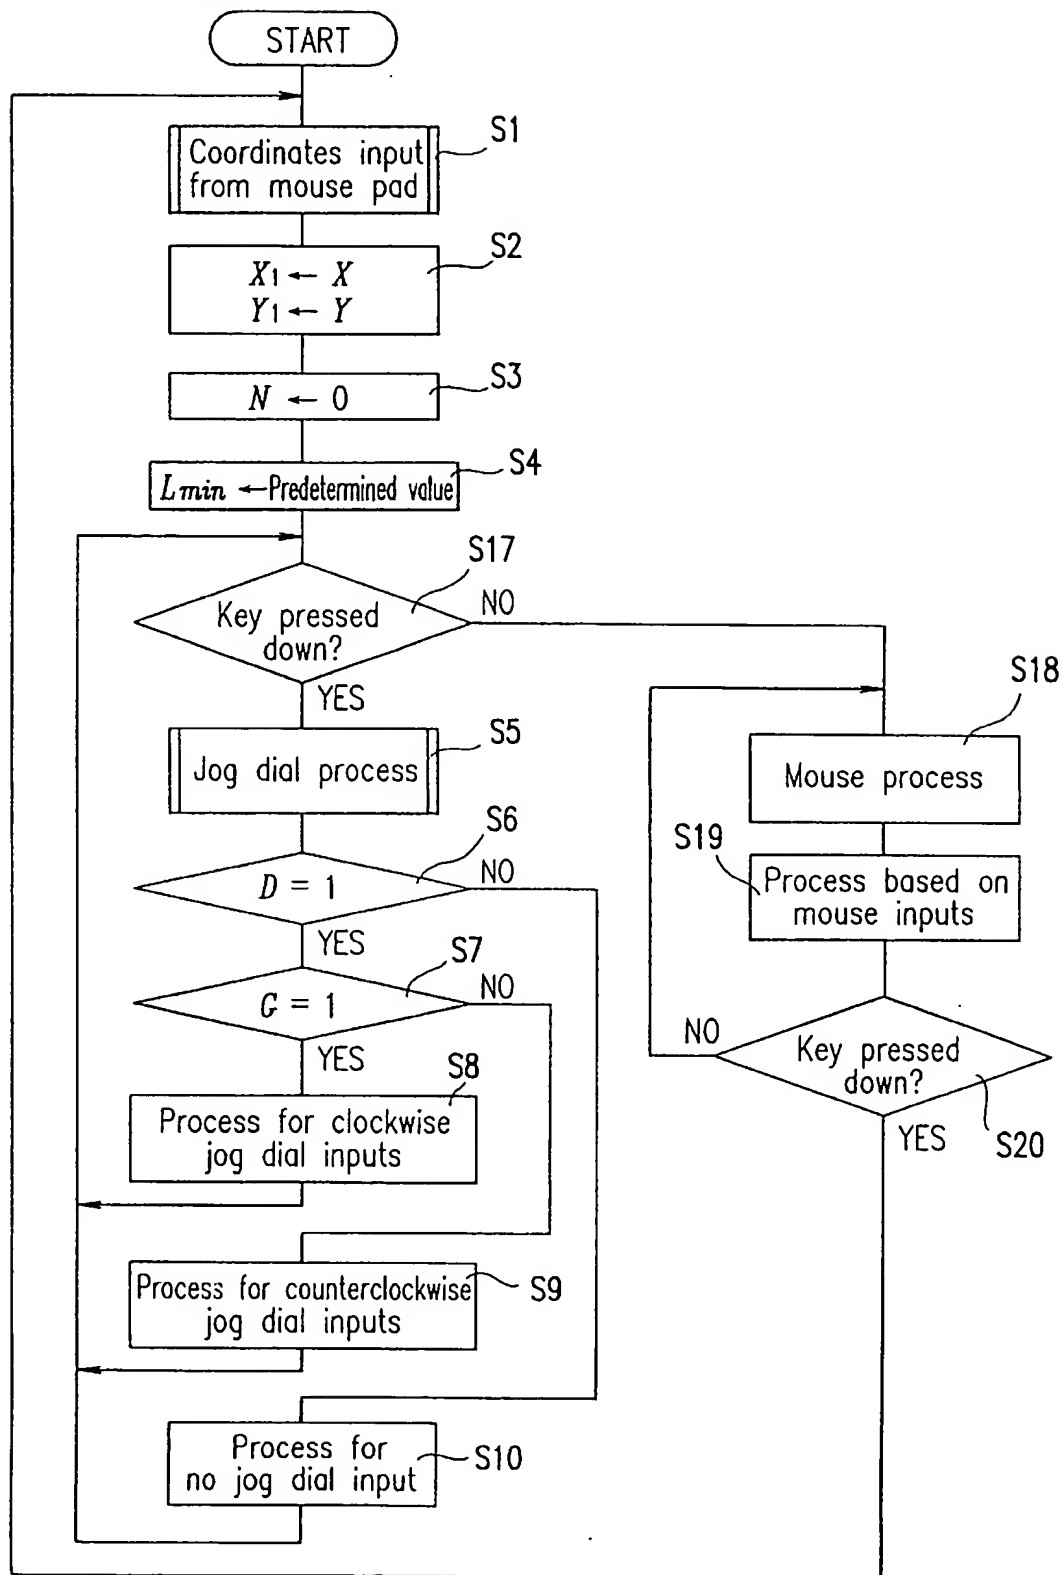 START
S1
Coordinates input
from mouse pad
S2
X1 ← X
Y1 ← Y
S3
N ← 0
S4
Lmin ← Predetermined value
S17
Key pressed
down?
NO
YES
S5
Jog dial process
S6
D = 1
NO
YES
S7
G = 1
NO
YES
S8
Process for clockwise
jog dial inputs
Process for counterclockwise
jog dial inputs
S9
Process for
no jog dial input
S10
S18
Mouse process
S19
Process based on
mouse inputs
NO
Key pressed
down?
YES
S20